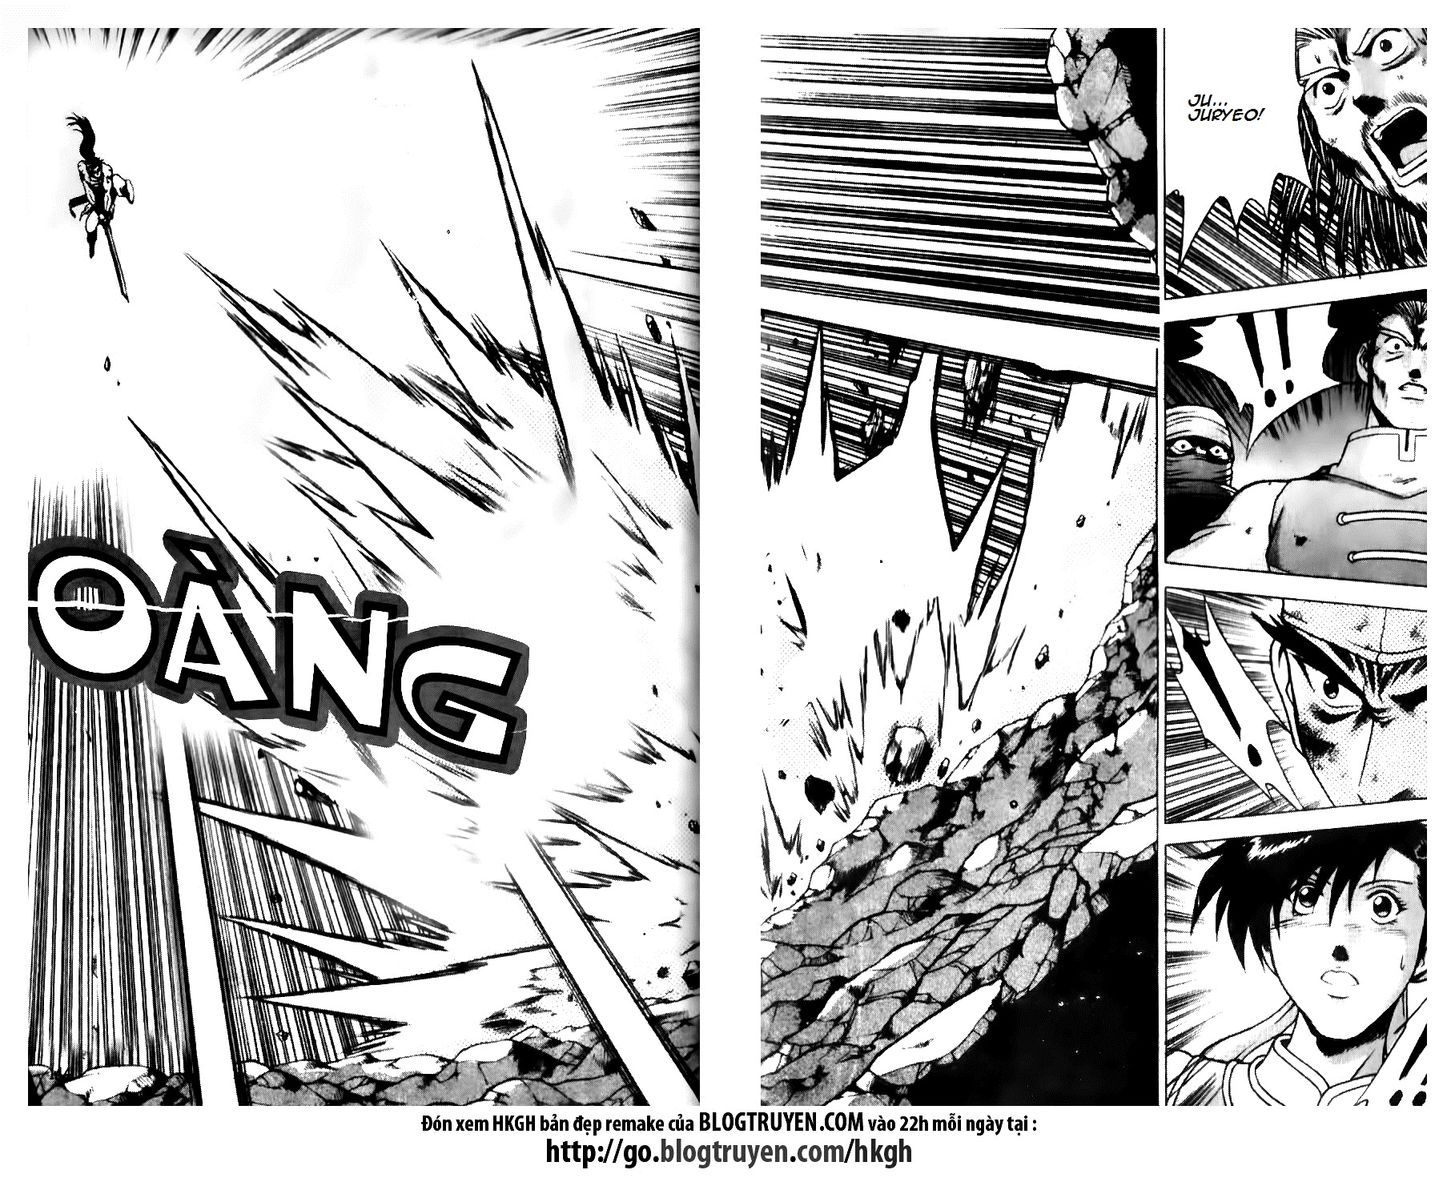 JU...
JURYEO!
!!
OÀNG
Đón xem HKGH bản đẹp remake của BLOGTRUYEN.COM vào 22h mỗi ngày tại :
http://go.blogtruyen.com/hkgh